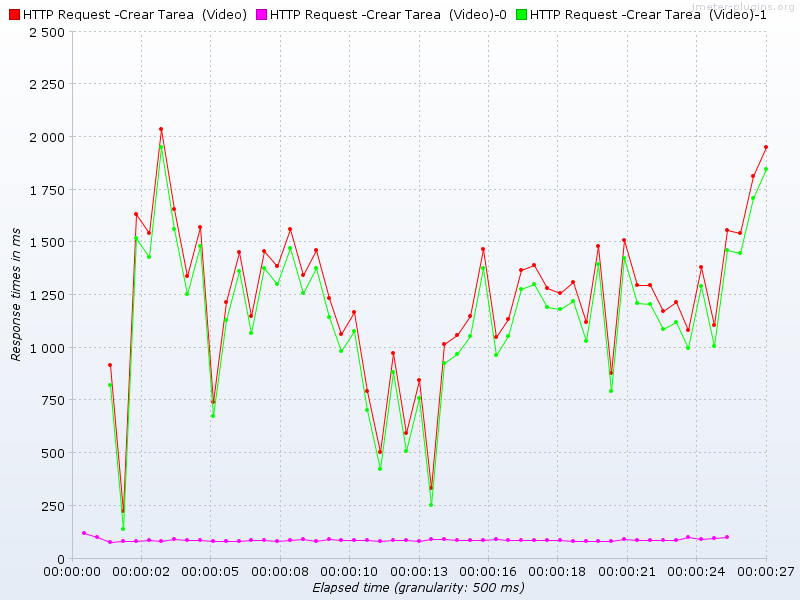 jmeter-plugins.org
HTTP Request -Crear Tarea (Video) HTTP Request -Crear Tarea (Video)-0 HTTP Request -Crear Tarea (Video)-1
2 500
2 250
2 000
1 750
1 500
1 250
1 000
750
500
250
0
Response times in ms
00:00:00 00:00:02 00:00:05 00:00:08 00:00:10 00:00:13 00:00:16 00:00:18 00:00:21 00:00:24 00:00:27
Elapsed time (granularity: 500 ms)